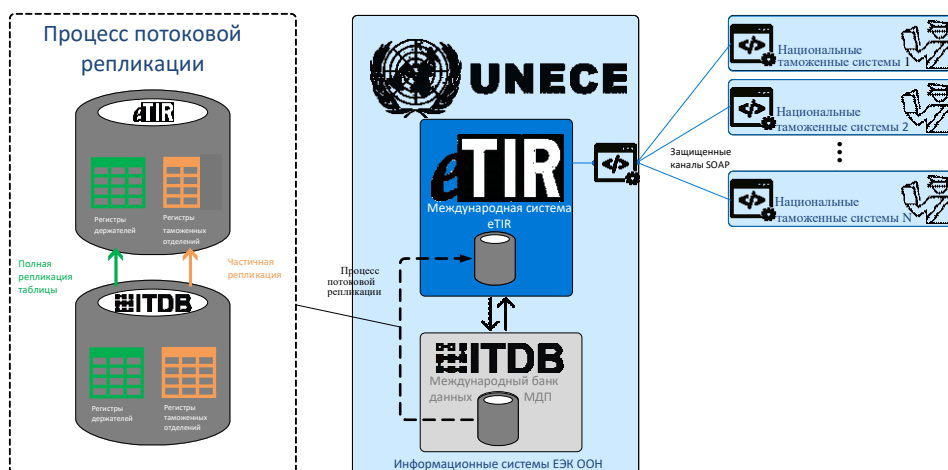 Процесс потоковой
репликации
eTIR
Регистры
держателей
Регистры
таможенных
отделений
Полная
репликация
таблицы
Частичная
репликация
ITDB
Регистры
держателей
Регистры
таможенных
отделений
UNECE
eTIR
Международная система
eTIR
Процесс
потоковой
репликации
ITDB
Международный банк
данных МДП
Информационные системы ЕЭК ООН
Защищенные
каналы SOAP
Национальные
таможенные системы 1
Национальные
таможенные системы 2
Национальные
таможенные системы N